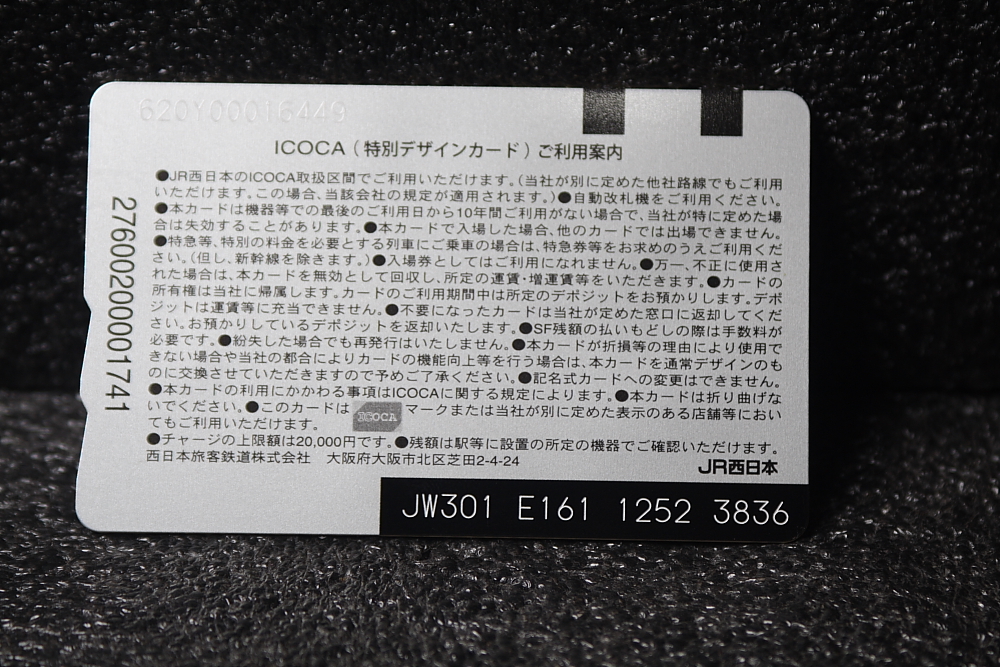 620Y00016449
ICOCA（特別デザインカード）ご利用案内
●JR西日本のICOCA取扱区間でご利用いただけます。（当社が別に定めた他社路線でもご利用
いただけます。この場合、当該会社の規定が適用されます。）●自動改札機をご利用ください。
●本カードは機器等での最後のご利用日から10年間ご利用がない場合で、当社が特に定めた場
合は失効することがあります。●本カードで入場した場合、他のカードでは出場できません。
●特急等、特別の料金を必要とする列車にご乗車の場合は、特急券等をお求めのうえご利用くだ
さい。（但し、新幹線を除きます。）●入場券としてはご利用になれません。●万一、不正に使用さ
れた場合は、本カードを無効として回収し、所定の運賃・増運賃等をいただきます。●カードの
所有権は当社に帰属します。カードのご利用期間中は所定のデポジットをお預かりします。デポ
ジットは運賃等に充当できません。●不要になったカードは当社が定めた窓口に返却してくだ
さい。お預かりしているデポジットを返却いたします。●SF残額の払いもどしの際は手数料が
必要です。●紛失した場合でも再発行はいたしません。●本カードが折損等の理由により使用で
きない場合や当社の都合によりカードの機能向上等を行う場合は、本カードを通常デザインのも
のに交換させていただきますので予めご了承ください。●記名式カードへの変更はできません。
●本カードの利用にかかわる事項はICOCAに関する規定によります。●本カードは折り曲げな
いでください。●このカードは ICOCA マークまたは当社が別に定めた表示のある店舗等におい
てもご利用いただけます。
●チャージの上限額は20,000円です。●残額は駅等に設置の所定の機器でご確認いただけます。
西日本旅客鉄道株式会社　大阪府大阪市北区芝田2-4-24
JR西日本
JW301 E161 1252 3836
276002000001741